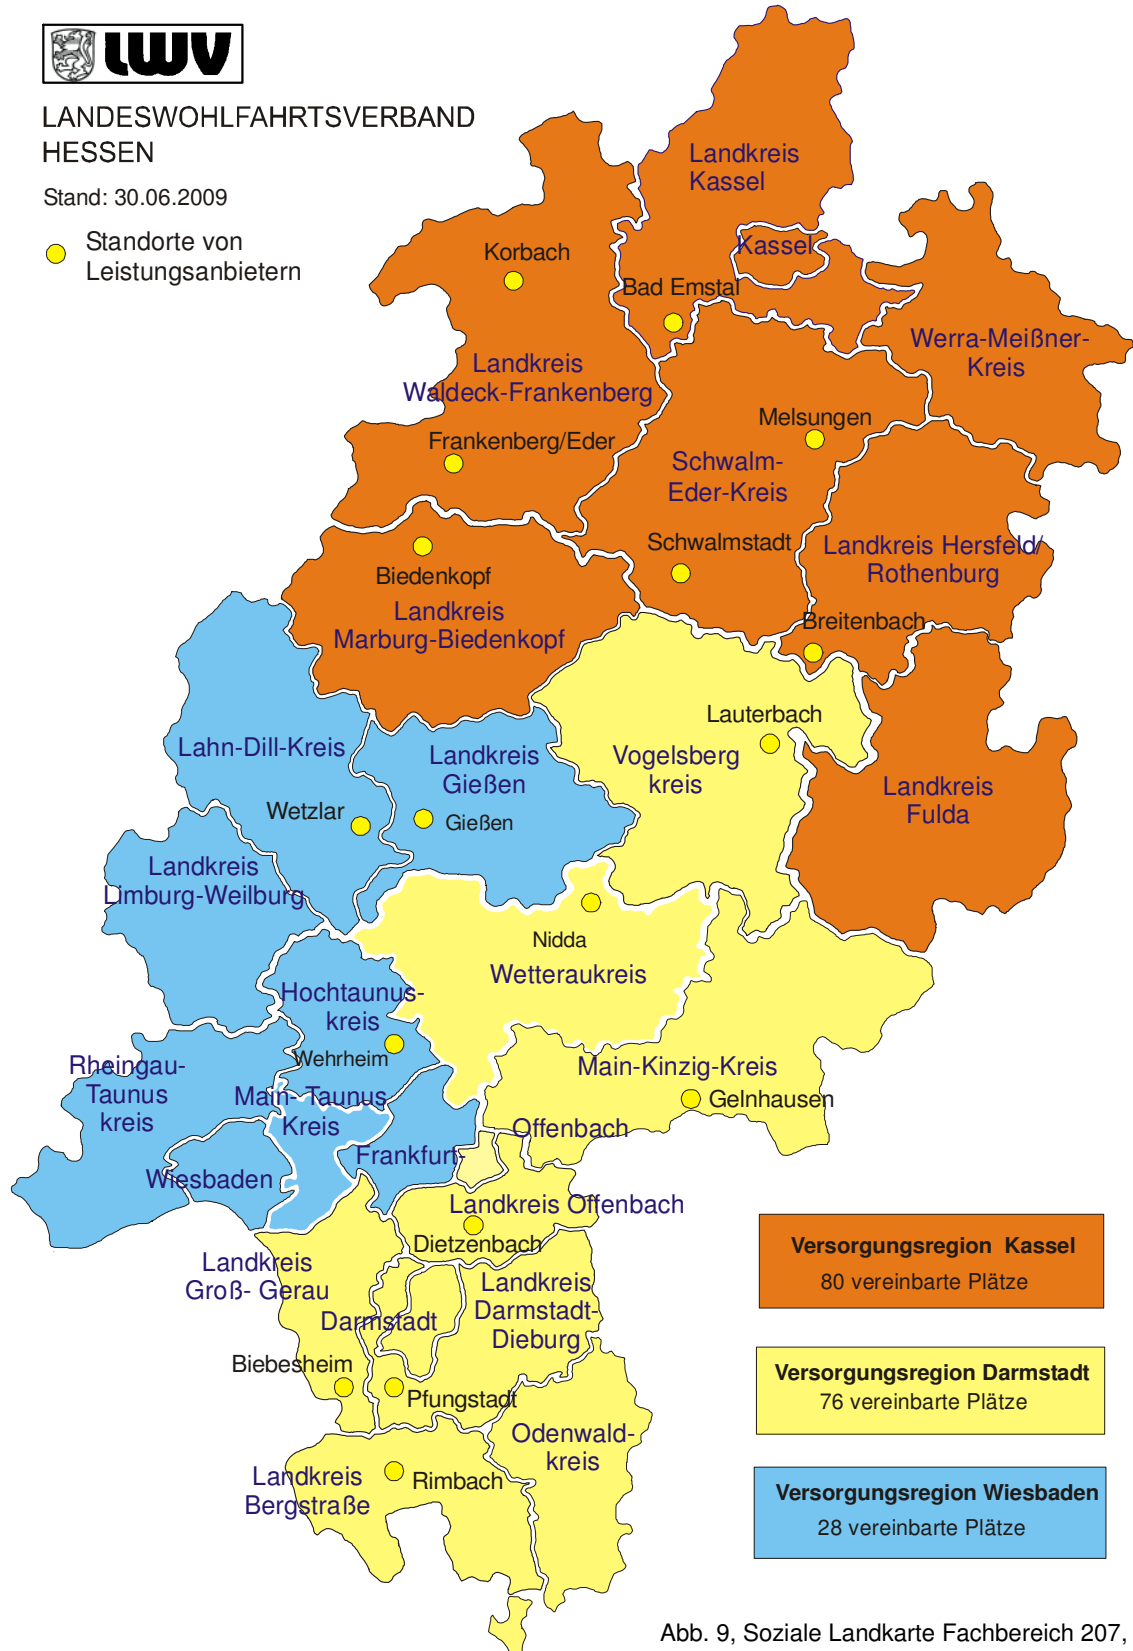 LWV
LANDESWOHLFAHRTSVERBAND
HESSEN
Stand: 30.06.2009
Standorte von
Leistungsanbietern
Landkreis
Kassel
Kassel
Korbach
Bad Emstal
Werra-Meißner-
Kreis
Landkreis
Waldeck-Frankenberg
Melsungen
Frankenberg/Eder
Schwalm-
Eder-Kreis
Schwalmstadt
Landkreis Hersfeld/
Rothenburg
Biedenkopf
Landkreis
Marburg-Biedenkopf
Breitenbach
Lauterbach
Lahn-Dill-Kreis
Landkreis
Gießen
Vogelsberg
kreis
Landkreis
Fulda
Wetzlar
Gießen
Landkreis
Limburg-Weilburg
Nidda
Wetteraukreis
Hochtaunus-
kreis
Wehrheim
Rheingau-
Taunus
kreis
Main-Kinzig-Kreis
Gelnhausen
Main- Taunus
Kreis
Offenbach
Frankfurt-
Wiesbaden
Landkreis Offenbach
Dietzenbach
Landkreis
Groß- Gerau
Landkreis
Darmstadt-
Dieburg
Darmstadt
Biebesheim
Pfungstadt
Odenwald-
kreis
Landkreis
Bergstraße
Rimbach
Versorgungsregion Kassel
80 vereinbarte Plätze
Versorgungsregion Darmstadt
76 vereinbarte Plätze
Versorgungsregion Wiesbaden
28 vereinbarte Plätze
Abb. 9, Soziale Landkarte Fachbereich 207,